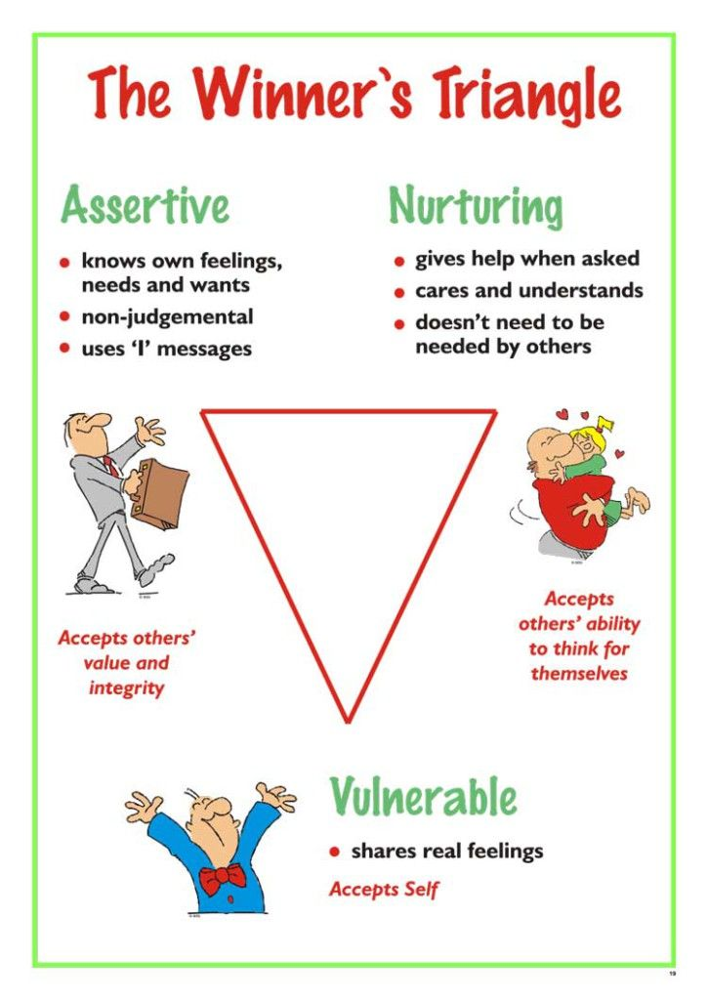 The Winner`s Triangle
Assertive
• knows own feelings,
needs and wants
• non-judgemental
• uses ‘I’ messages
Nurturing
• gives help when asked
• cares and understands
• doesn’t need to be
needed by others
Accepts others’
value and
integrity
Accepts
others’ ability
to think for
themselves
Vulnerable
• shares real feelings
Accepts Self
19